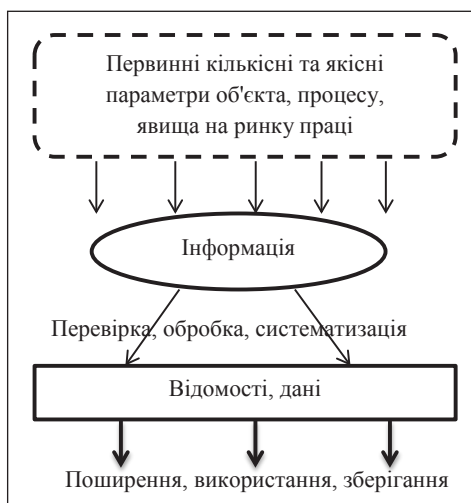 Первинні кількісні та якісні
параметри об'єкта, процесу,
явища на ринку праці
Інформація
Перевірка, обробка, систематизація
Відомості, дані
Поширення, використання, зберігання